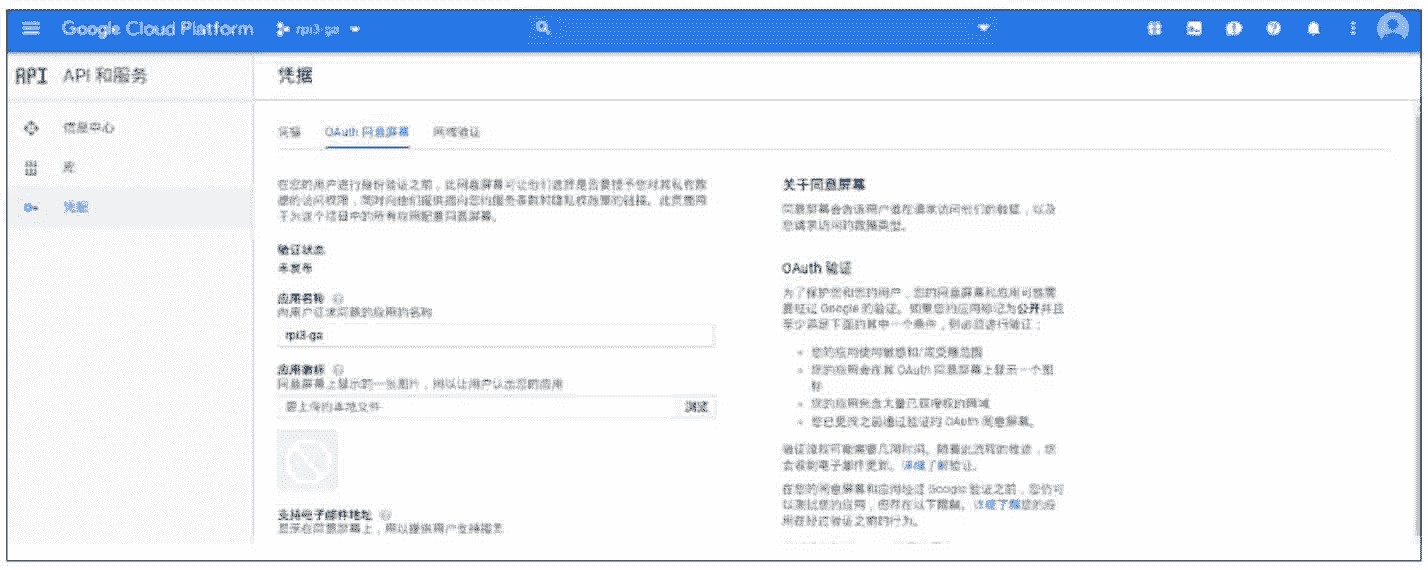 Google Cloud Platform
rpi3-ga
API API 和服务
凭据
信息中心
库
凭据
凭据 OAuth 同意屏幕 网域验证
在您的用户进行身份验证之前，此同意屏幕可让他们选择是否要授予您对其私有数
据的访问权限，同时向他们提供指向您的服务条款和隐私权政策的链接。此页面用
于为这个项目中的所有应用配置同意屏幕。
验证状态
未发布
应用名称
向用户征求同意的应用的名称
rpi3-ga
应用徽标
同意屏幕上显示的一张图片，用以让用户认出您的应用
要上传的本地文件 浏览
支持电子邮件地址
显示在同意屏幕上，用以提供用户支持服务
关于同意屏幕
同意屏幕会告诉用户谁在请求访问他们的数据，以及
您请求访问的数据类型。
OAuth 验证
为了保护您和您的用户，您的同意屏幕和应用可能需
要经过 Google 的验证。如果您的应用标记为公开并且
至少满足下面的其中一个条件，则必须进行验证：
您的应用使用敏感和/或受限范围
您的应用会在其 OAuth 同意屏幕上显示一个图
标
您的应用包含大量已获授权的网域
您已更改之前通过验证的 OAuth 同意屏幕。
验证流程可能需要几周时间。随着此流程的推进，您
会收到电子邮件更新。详细了解验证。
在您的同意屏幕和应用经过 Google 验证之前，您仍可
以测试您的应用，但存在以下限制。详细了解您的应
用在经过验证之前的行为。